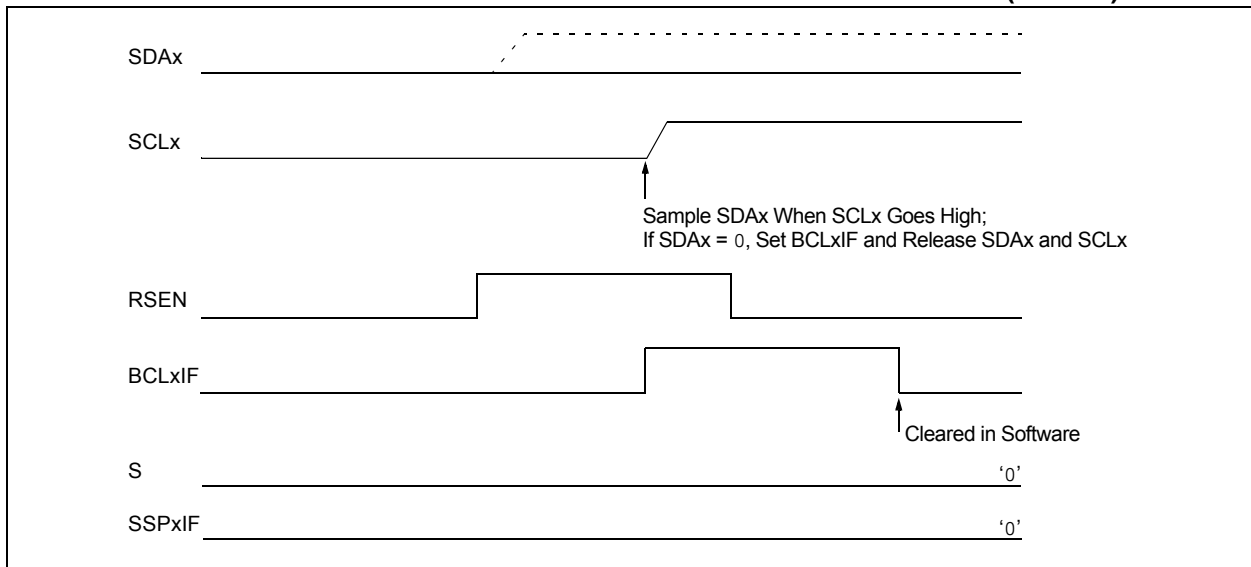 SDAx
SCLx
Sample SDAx When SCLx Goes High;
If SDAx = 0, Set BCLxIF and Release SDAx and SCLx
RSEN
BCLxIF
Cleared in Software
S
‘0’
SSPxIF
‘0’